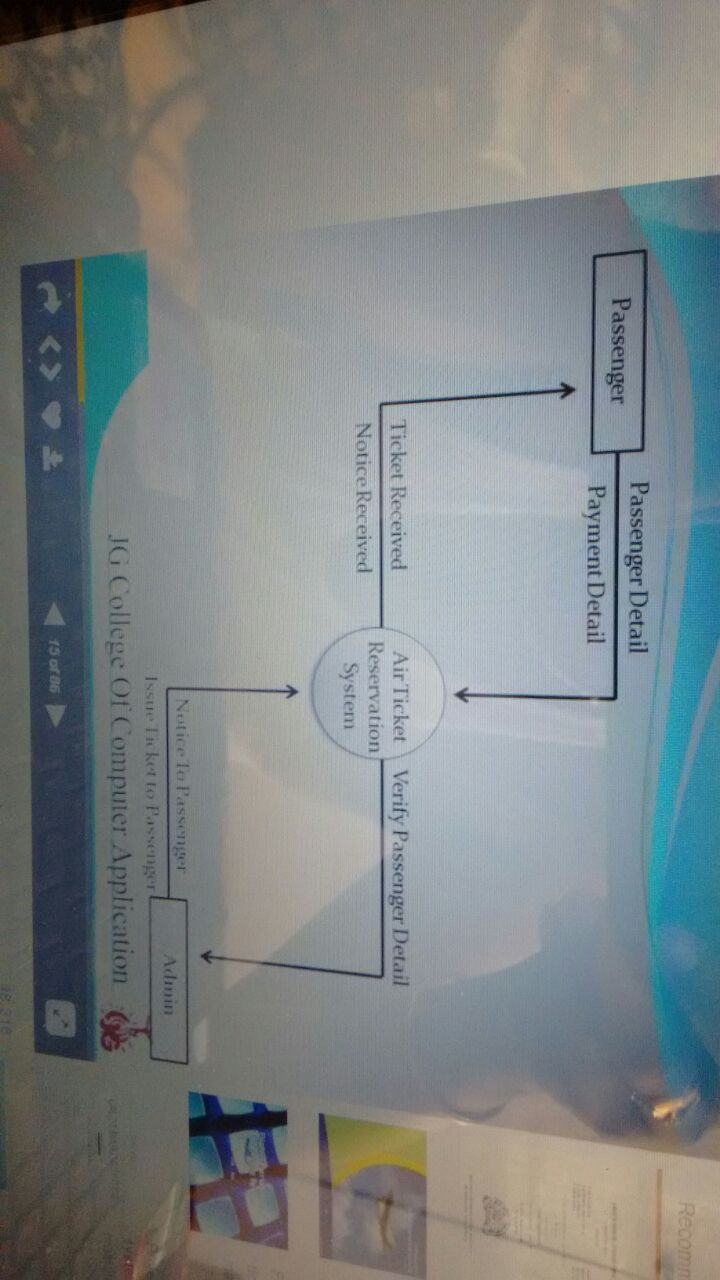 Passenger
Passenger Detail
Payment Detail
Ticket Received
Notice Received
Air Ticket
Reservation
System
Verify Passenger Detail
Notice To Passenger
Issue Ticket to Passenger
Admin
JG College Of Computer Application
15 of 86
Recomm